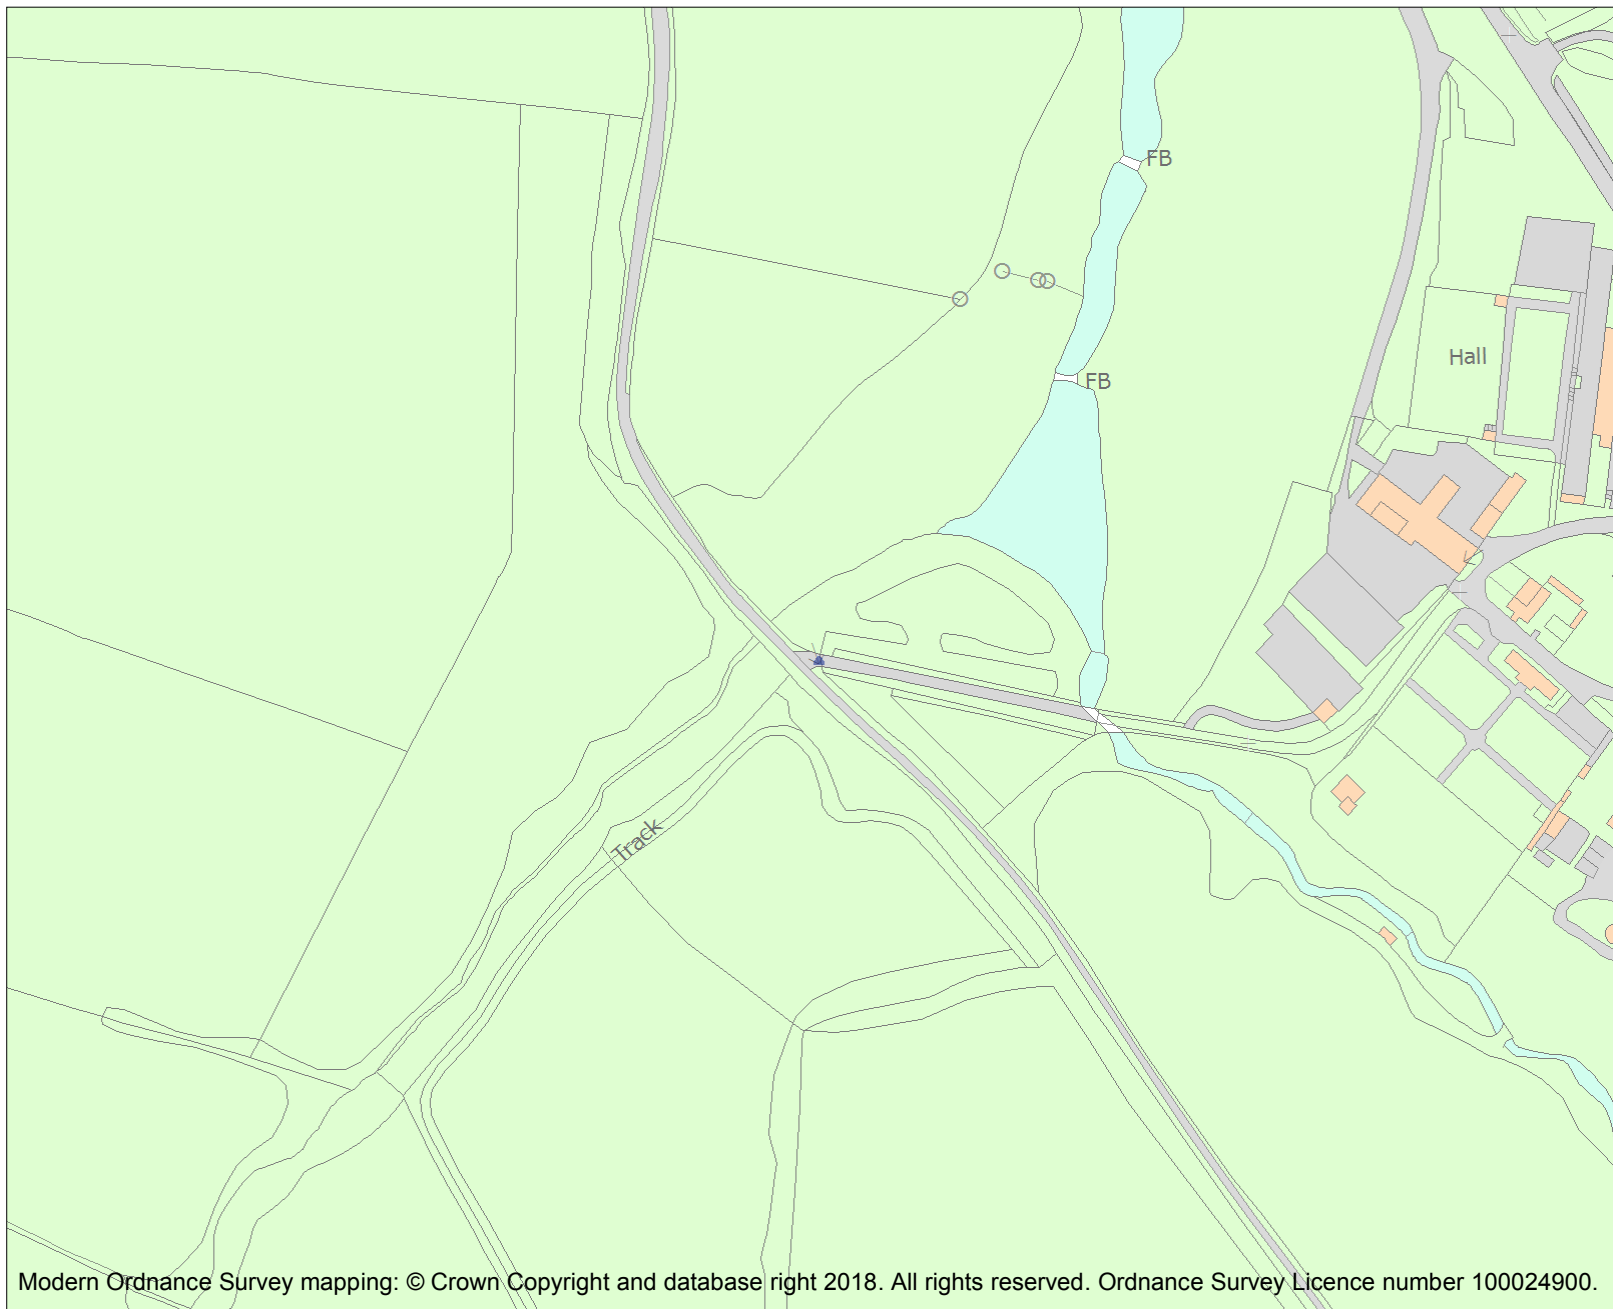 FB
Hall
FB
Track
Modern Ordnance Survey mapping: © Crown Copyright and database right 2018. All rights reserved. Ordnance Survey Licence number 100024900.